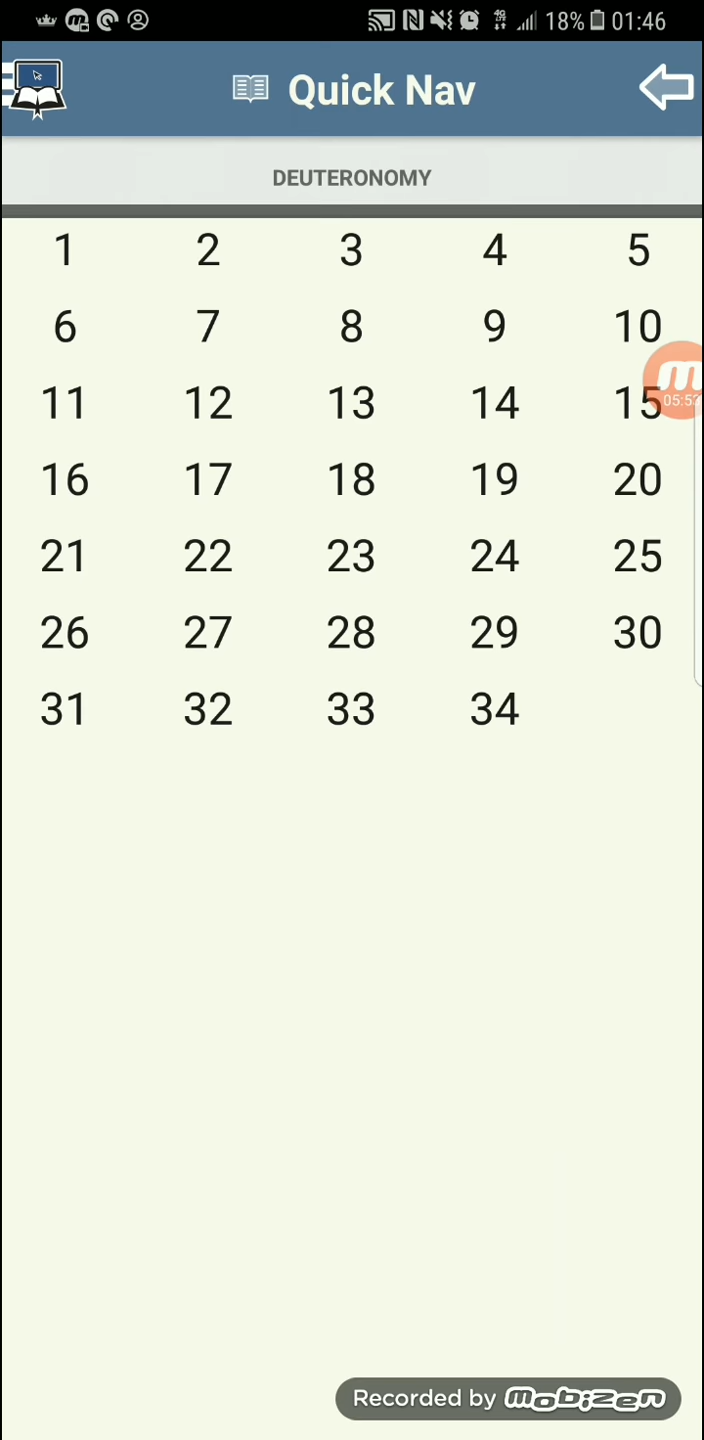 18% 01:46
Quick Nav
DEUTERONOMY
1 2 3 4 5
6 7 8 9 10
11 12 13 14 15
05:53
16 17 18 19 20
21 22 23 24 25
26 27 28 29 30
31 32 33 34
Recorded by mobizen